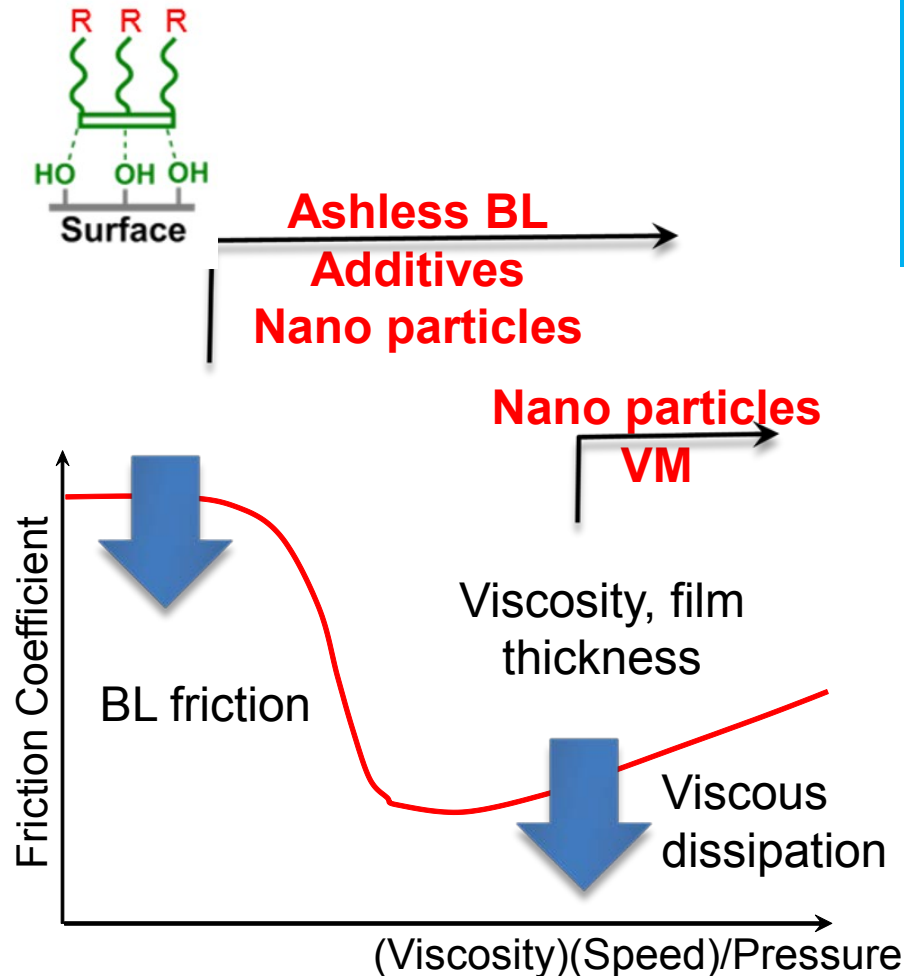 R R R
HO OH OH
Surface
Ashless BL
Additives
Nano particles
Nano particles
VM
Friction Coefficient
Viscosity, film
thickness
BL friction
Viscous
dissipation
(Viscosity)(Speed)/Pressure